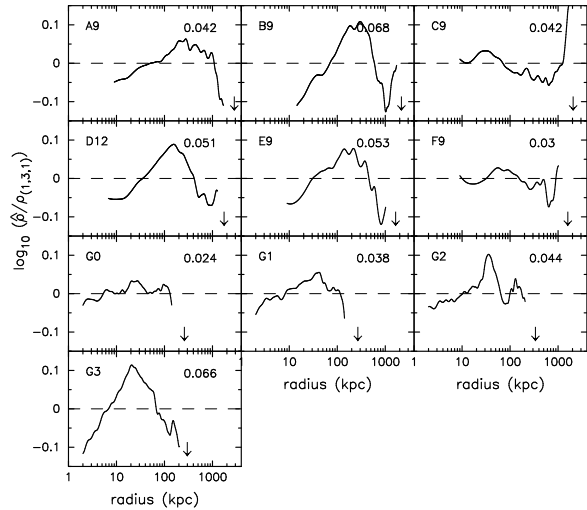 A9 0.042
B9 0.068
C9 0.042
0.1
0
−0.1
D12 0.051
E9 0.053
F9 0.03
0.1
0
−0.1
log10 (ρ̂/ρ(1,3,1))
G0 0.024
G1 0.038
G2 0.044
0.1
0
−0.1
G3 0.066
1 10 100 1000
1 10 100 1000
radius (kpc)
radius (kpc)
0.1
0
−0.1
1 10 100 1000
radius (kpc)